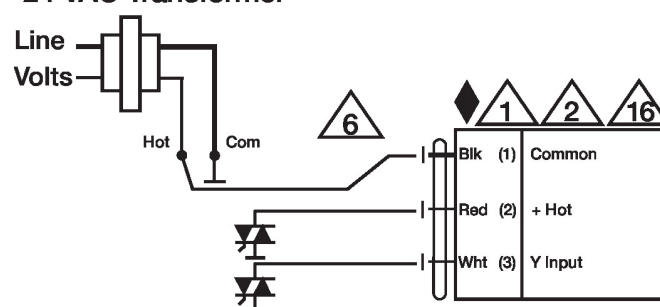 Line
Volts
Hot
Com
6
1
2
16
Blk (1) Common
Red (2) + Hot
Wht (3) Y Input